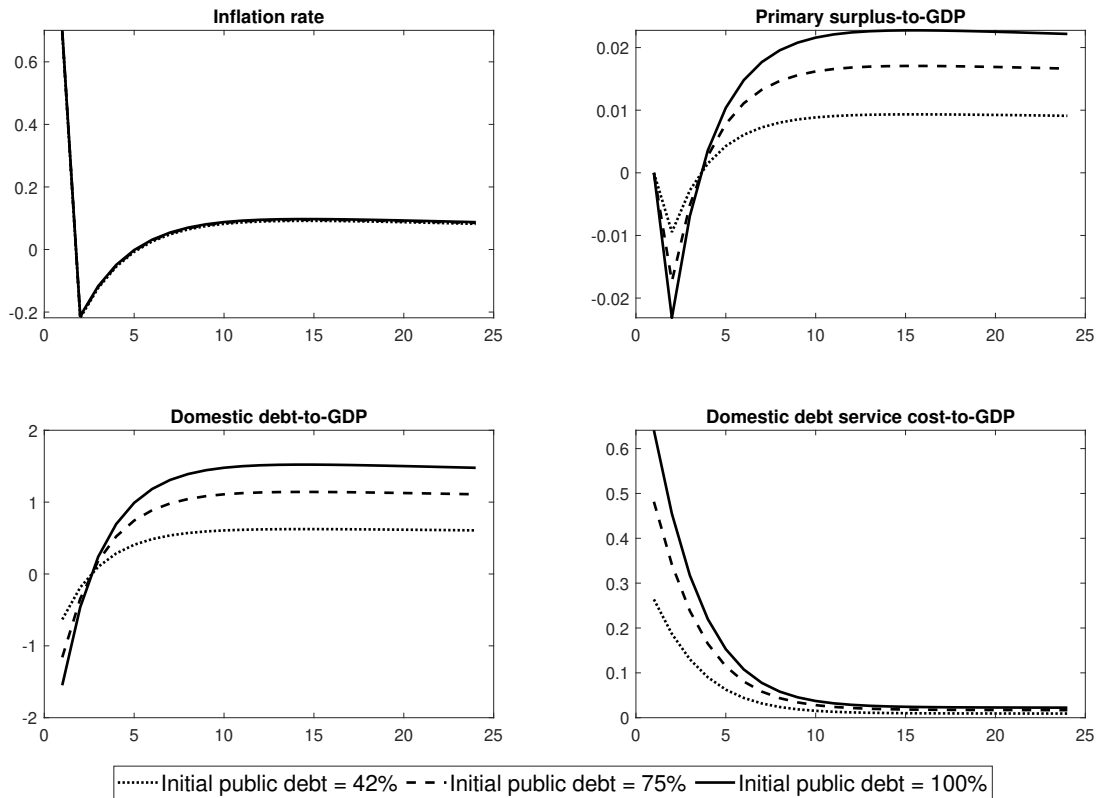 Inflation rate
0.6
0.4
0.2
0
-0.2
0 5 10 15 20 25
Primary surplus-to-GDP
0.02
0.01
0
-0.01
-0.02
0 5 10 15 20 25
Domestic debt-to-GDP
2
1
0
-1
-2
0 5 10 15 20 25
Domestic debt service cost-to-GDP
0.6
0.5
0.4
0.3
0.2
0.1
0
0 5 10 15 20 25
Initial public debt = 42% Initial public debt = 75% Initial public debt = 100%